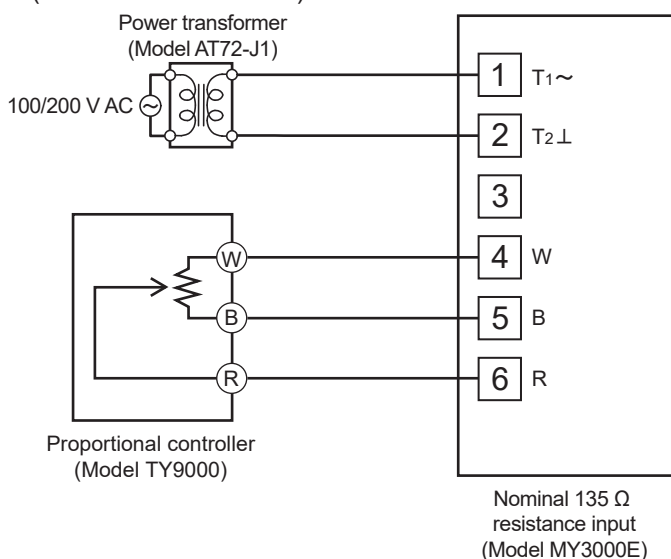 Power transformer
(Model AT72-J1)
100/200 V AC
1 T1~
2 T2⊥
3
W 4 W
B 5 B
R 6 R
Proportional controller
(Model TY9000)
Nominal 135 Ω
resistance input
(Model MY3000E)